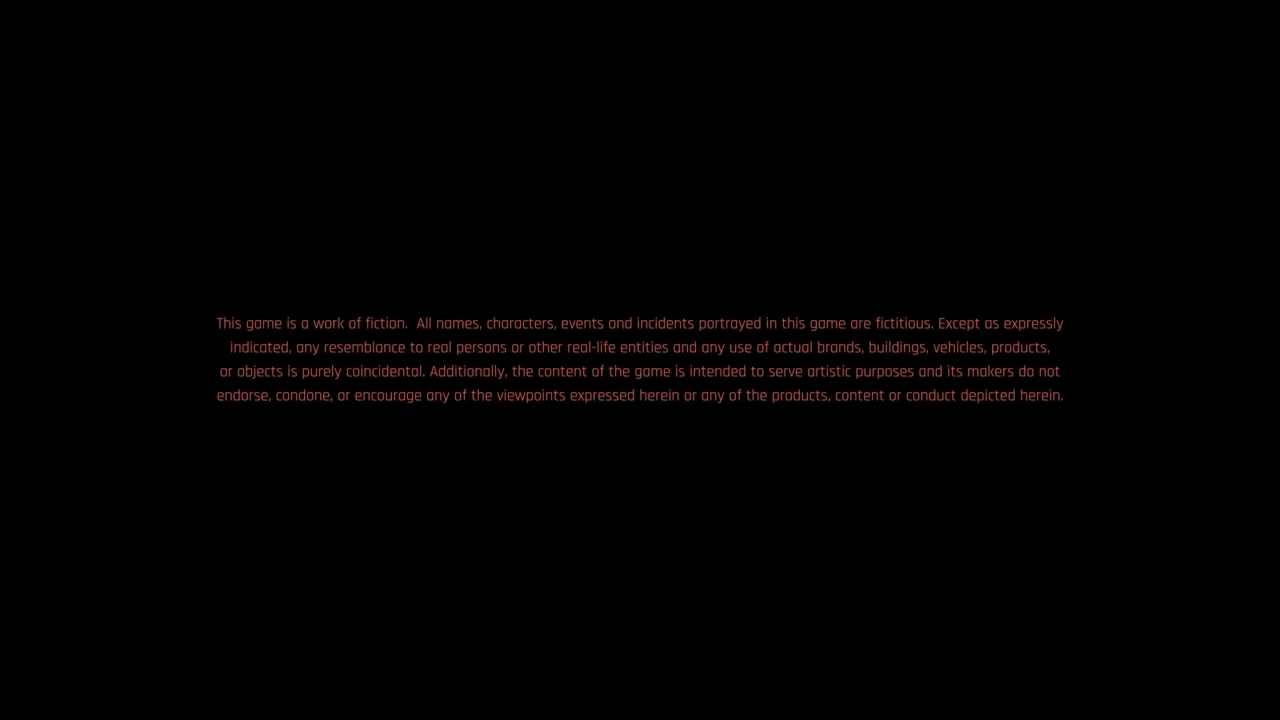 This game is a work of fiction.  All names, characters, events and incidents portrayed in this game are fictitious. Except as expressly
indicated, any resemblance to real persons or other real-life entities and any use of actual brands, buildings, vehicles, products,
or objects is purely coincidental. Additionally, the content of the game is intended to serve artistic purposes and its makers do not
endorse, condone, or encourage any of the viewpoints expressed herein or any of the products, content or conduct depicted herein.